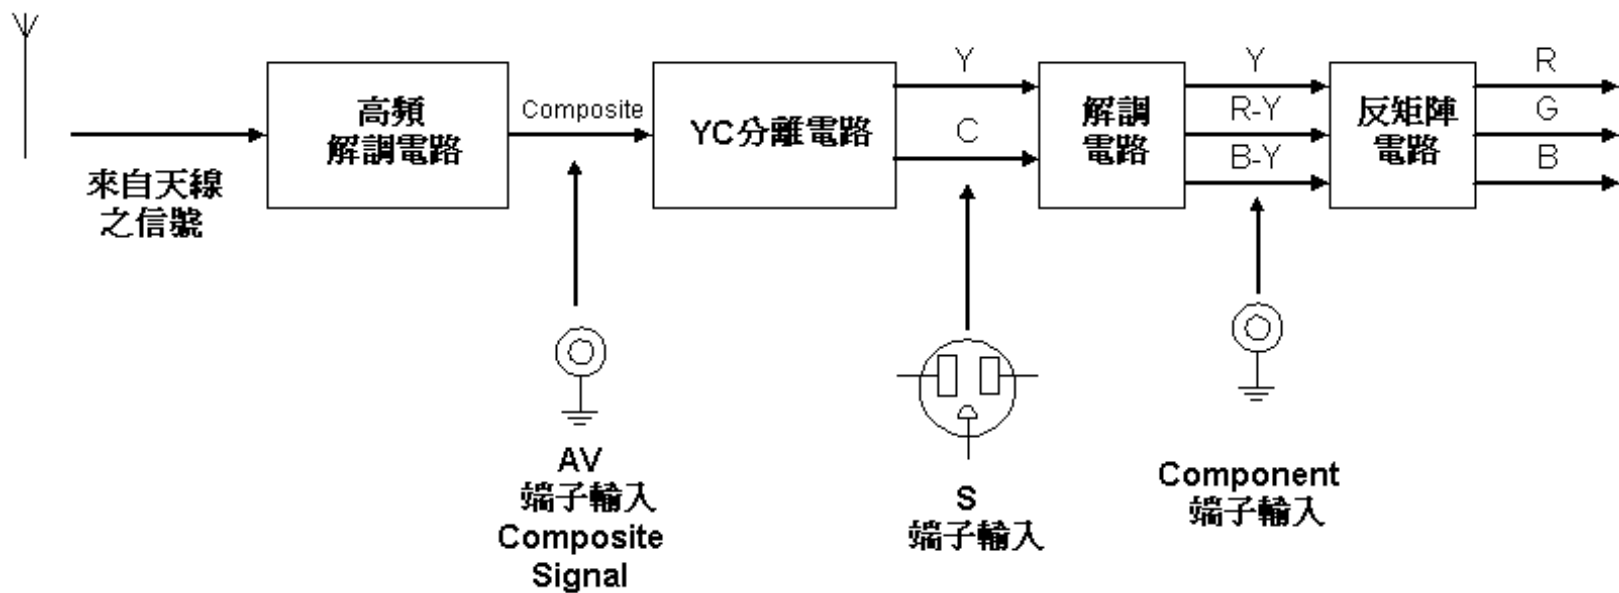 來自天線
之信號
高頻
解調電路
Composite
YC分離電路
Y
C
解調
電路
Y
R-Y
B-Y
反矩陣
電路
R
G
B
AV
端子輸入
Composite
Signal
S
端子輸入
Component
端子輸入